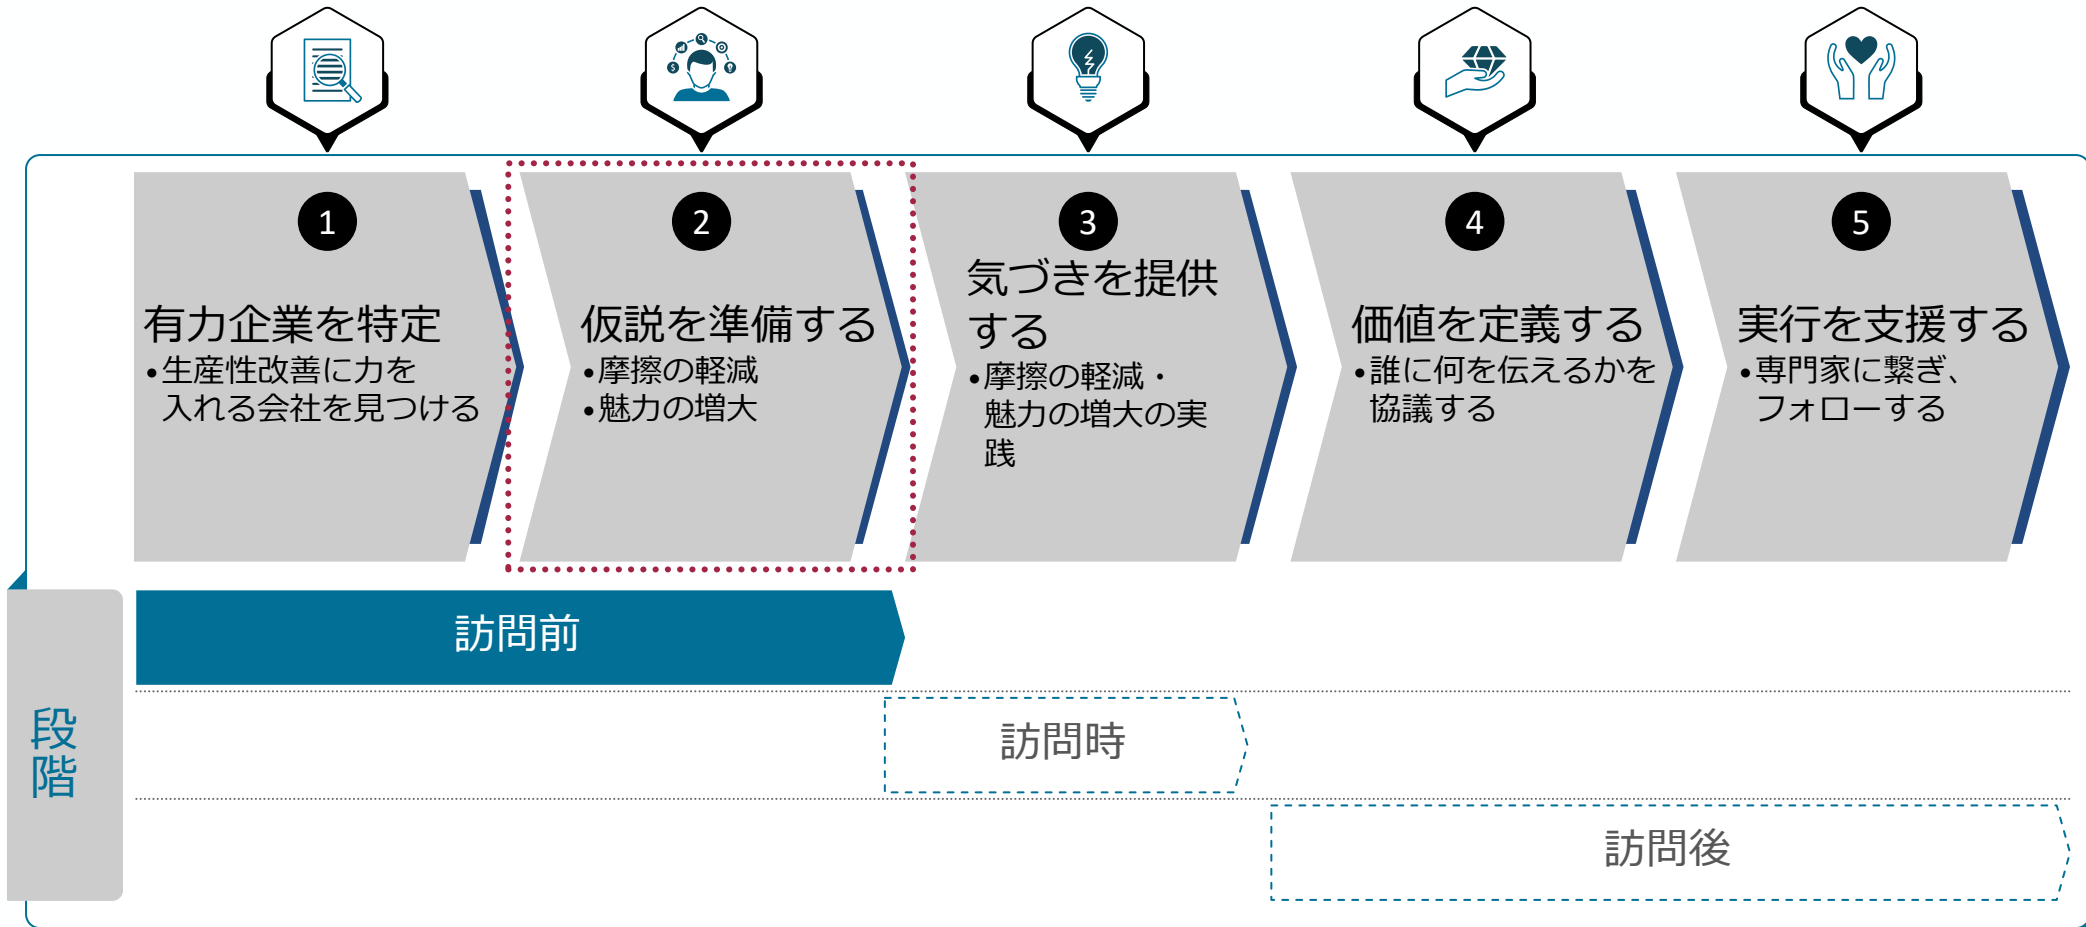 1
有力企業を特定
•生産性改善に力を
入れる会社を見つける
2
仮説を準備する
•摩擦の軽減
•魅力の増大
3
気づきを提供
する
•摩擦の軽減・
魅力の増大の実
践
4
価値を定義する
•誰に何を伝えるかを
協議する
5
実行を支援する
•専門家に繋ぎ、
フォローする
段階
訪問前
訪問時
訪問後